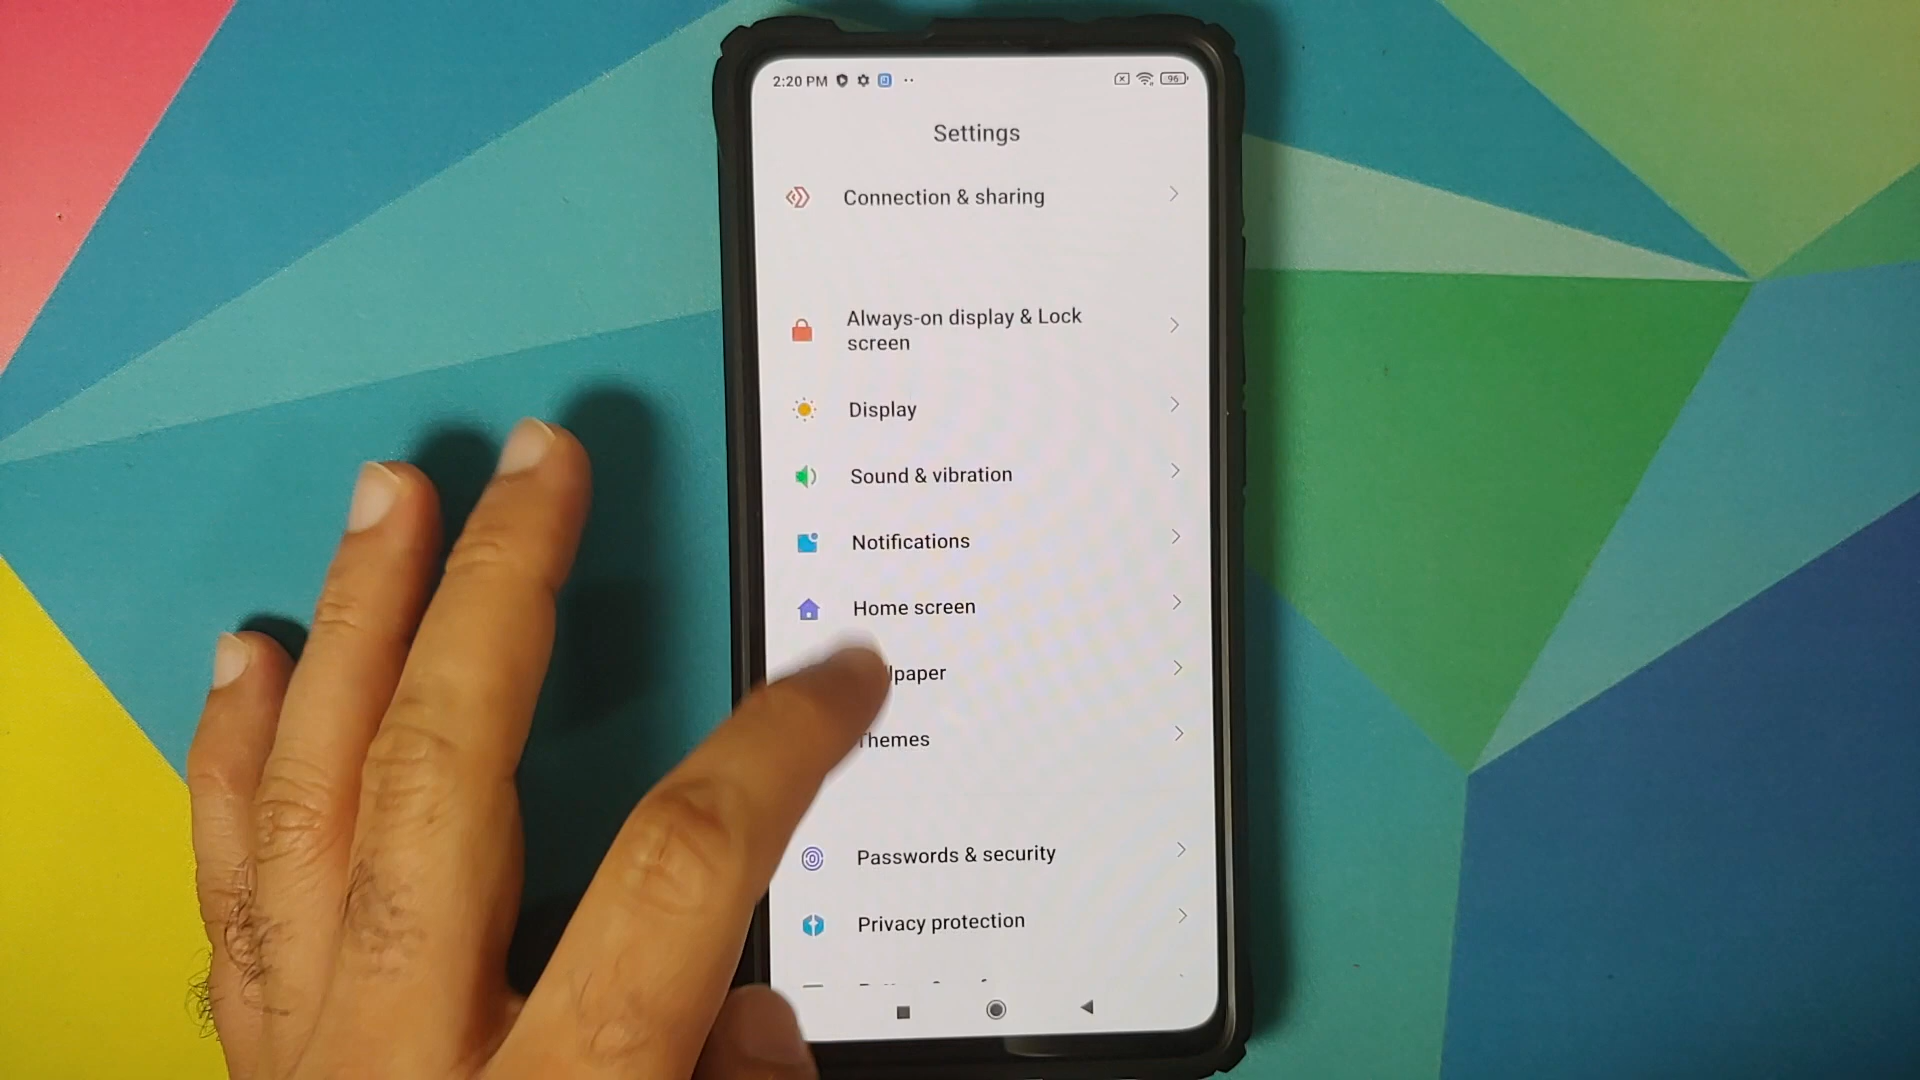 2:20 PM
96
Settings
Connection & sharing
Always-on display & Lock
screen
Display
Sound & vibration
Notifications
Home screen
lpaper
Themes
Passwords & security
Privacy protection